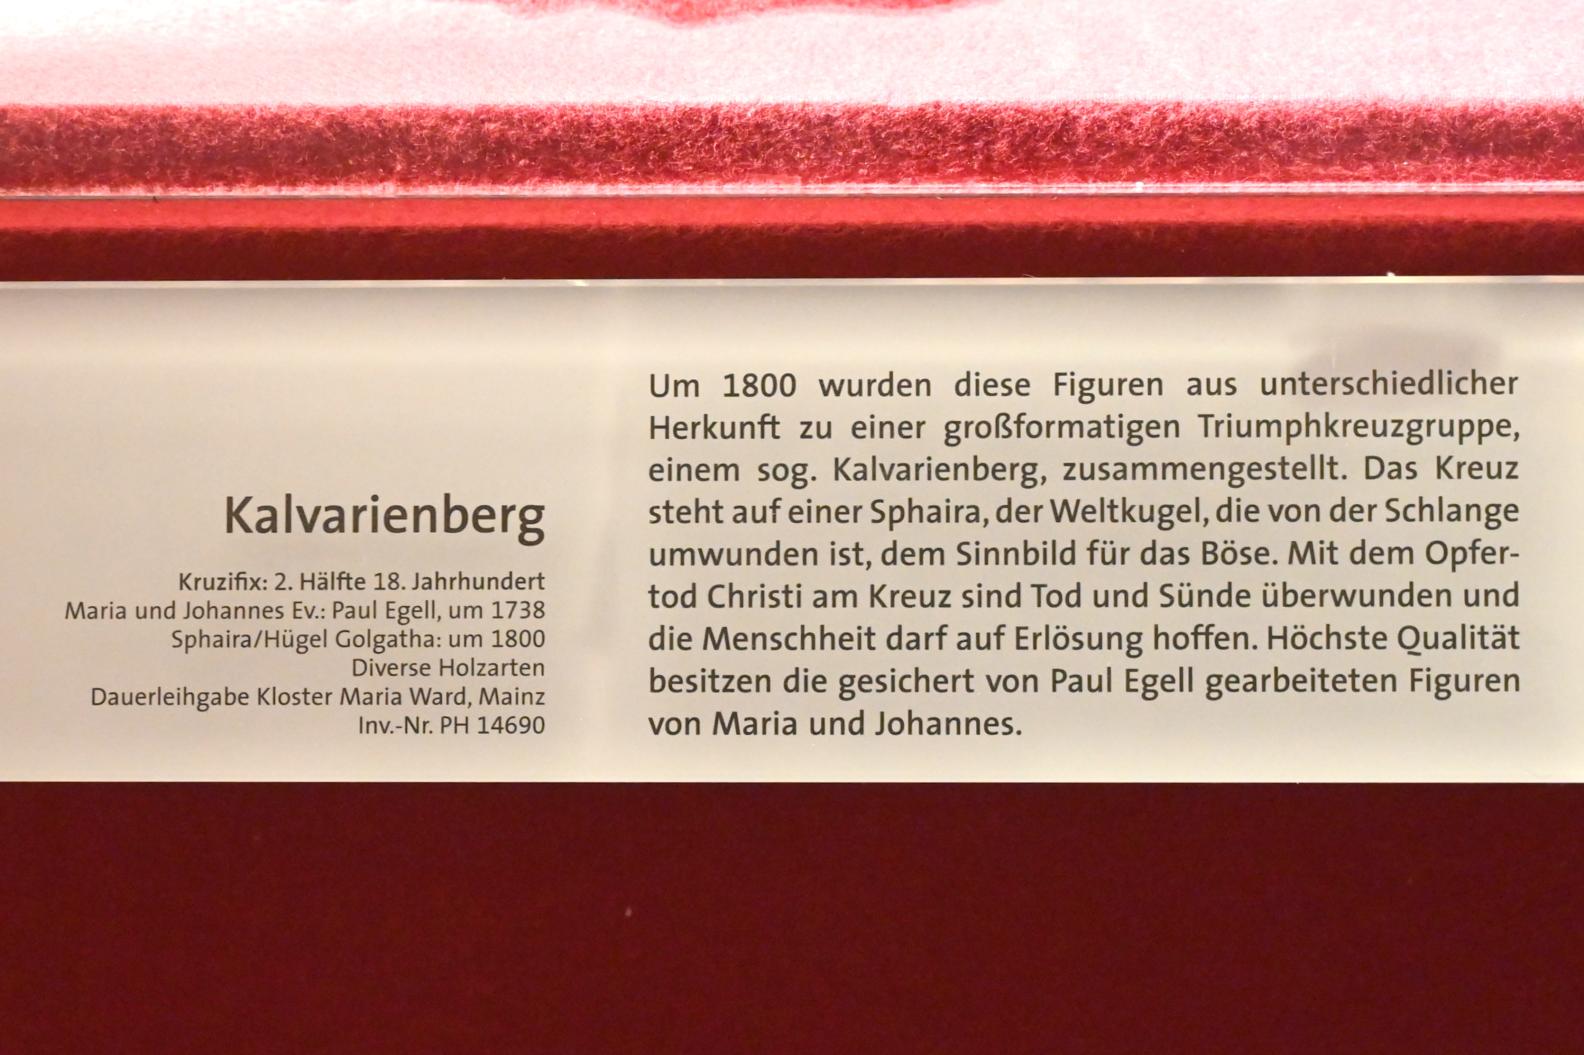 Kalvarienberg
Kruzifix: 2. Hälfte 18. Jahrhundert
Maria und Johannes Ev.: Paul Egell, um 1738
Sphaira/Hügel Golgatha: um 1800
Diverse Holzarten
Dauerleihgabe Kloster Maria Ward, Mainz
Inv.-Nr. PH 14690
Um 1800 wurden diese Figuren aus unterschiedlicher
Herkunft zu einer großformatigen Triumphkreuzgruppe,
einem sog. Kalvarienberg, zusammengestellt. Das Kreuz
steht auf einer Sphaira, der Weltkugel, die von der Schlange
umwunden ist, dem Sinnbild für das Böse. Mit dem Opfer-
tod Christi am Kreuz sind Tod und Sünde überwunden und
die Menschheit darf auf Erlösung hoffen. Höchste Qualität
besitzen die gesichert von Paul Egell gearbeiteten Figuren
von Maria und Johannes.